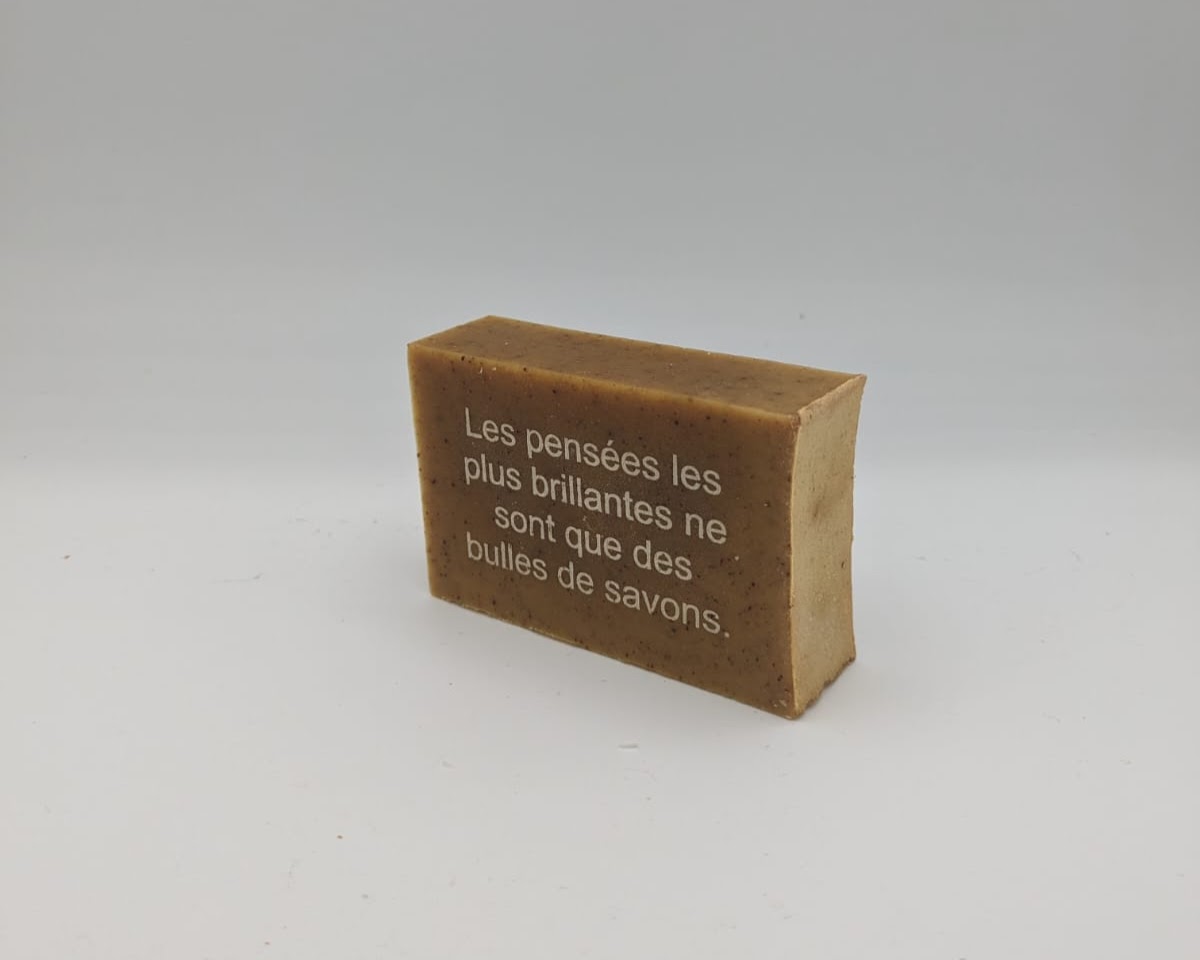 Les pensées les
plus brillantes ne
sont que des
bulles de savons.